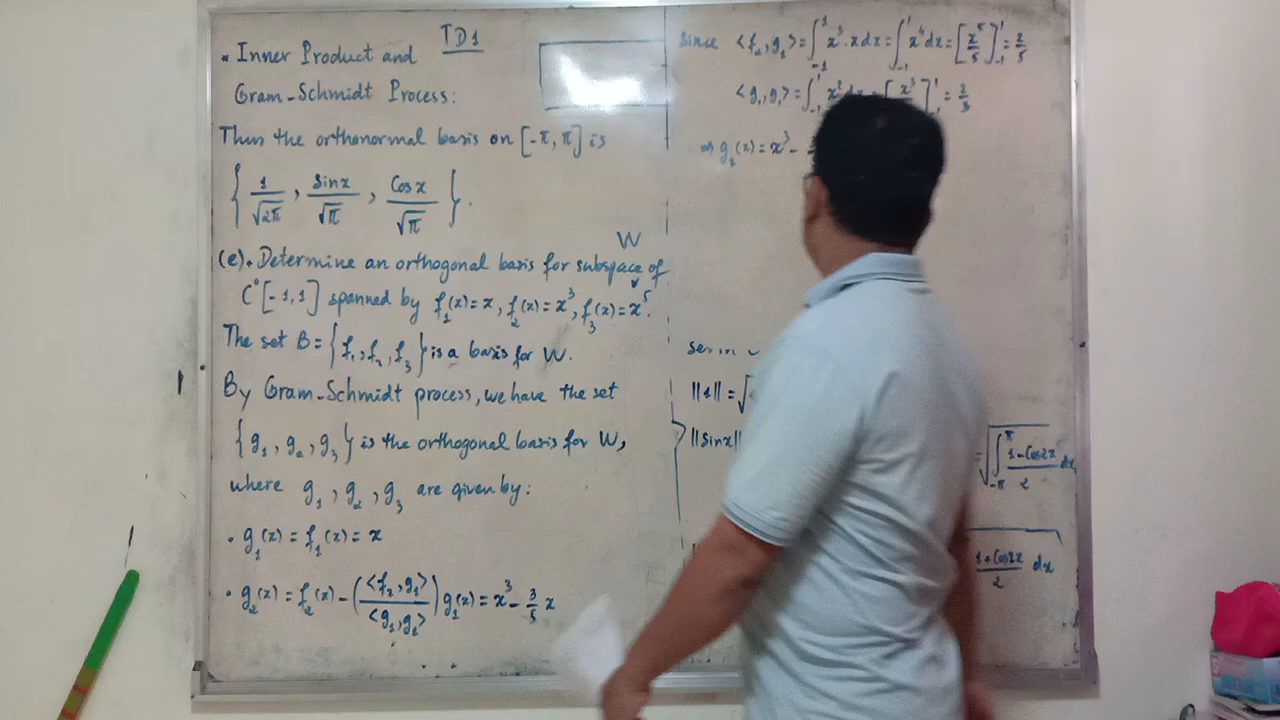 TD1
* Inner Product and
Gram-Schmidt Process:
Thus the orthonormal basis on [-π, π] is
{ 1/√2π , Sinx/√π , Cosx/√π }.
W
(e). Determine an orthogonal basis for subspace of
C⁰[-1,1] spanned by f₁(x) = x, f₂(x) = x³, f₃(x) = x⁵.
The set B = {f₁, f₂, f₃} is a basis for W.
By Gram-Schmidt process, we have the set
{g₁, g₂, g₃} is the orthogonal basis for W,
where g₁, g₂, g₃ are given by:
• g₁(x) = f₁(x) = x
• g₂(x) = f₂(x) - (<f₂, g₁>/<g₁, g₁>) g₁(x) = x³ - 3/5 x
since <f₂, g₁> = ∫₋₁¹ x³·x dx = ∫₋₁¹ x⁴ dx = [x⁵/5]₋₁¹ = 2/5
<g₁, g₁> = ∫₋₁¹ x² dx = [x³/3]₋₁¹ = 2/3
⇒ g₂(x) = x³ -
||1|| = √
||Sinx||
= √∫₋π^π (1-Cos2x)/2 dx
(1+Cos2x)/2 dx